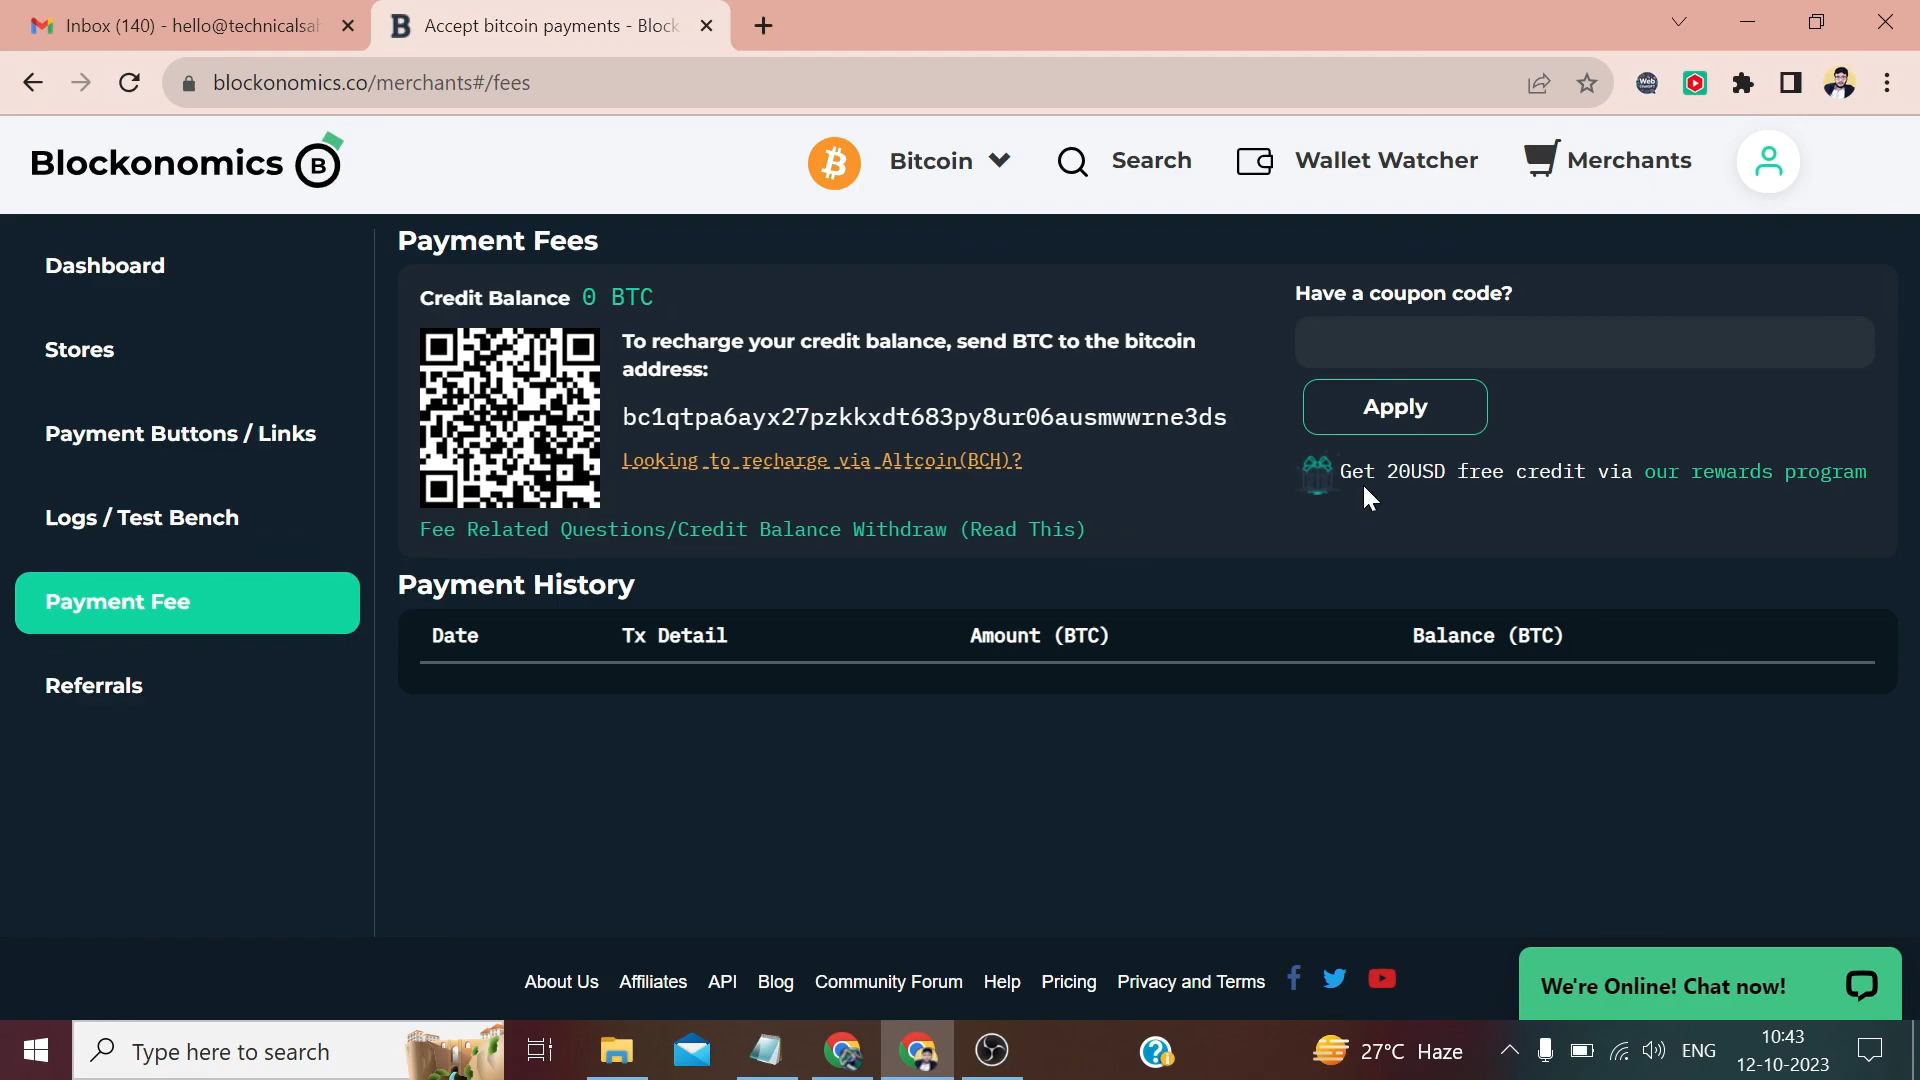 Inbox (140) - hello@technicalsah
Accept bitcoin payments - Block
blockonomics.co/merchants#/fees
Blockonomics B
Bitcoin
Search
Wallet Watcher
Merchants
Dashboard
Stores
Payment Buttons / Links
Logs / Test Bench
Payment Fee
Referrals
Payment Fees
Credit Balance 0 BTC
To recharge your credit balance, send BTC to the bitcoin
address:
bc1qtpa6ayx27pzkkxdt683py8ur06ausmwwrne3ds
Looking to recharge via Altcoin(BCH)?
Fee Related Questions/Credit Balance Withdraw (Read This)
Have a coupon code?
Apply
Get 20USD free credit via our rewards program
Payment History
Date Tx Detail Amount (BTC) Balance (BTC)
About Us Affiliates API Blog Community Forum Help Pricing Privacy and Terms
We're Online! Chat now!
Type here to search
27°C Haze
ENG
10:43
12-10-2023